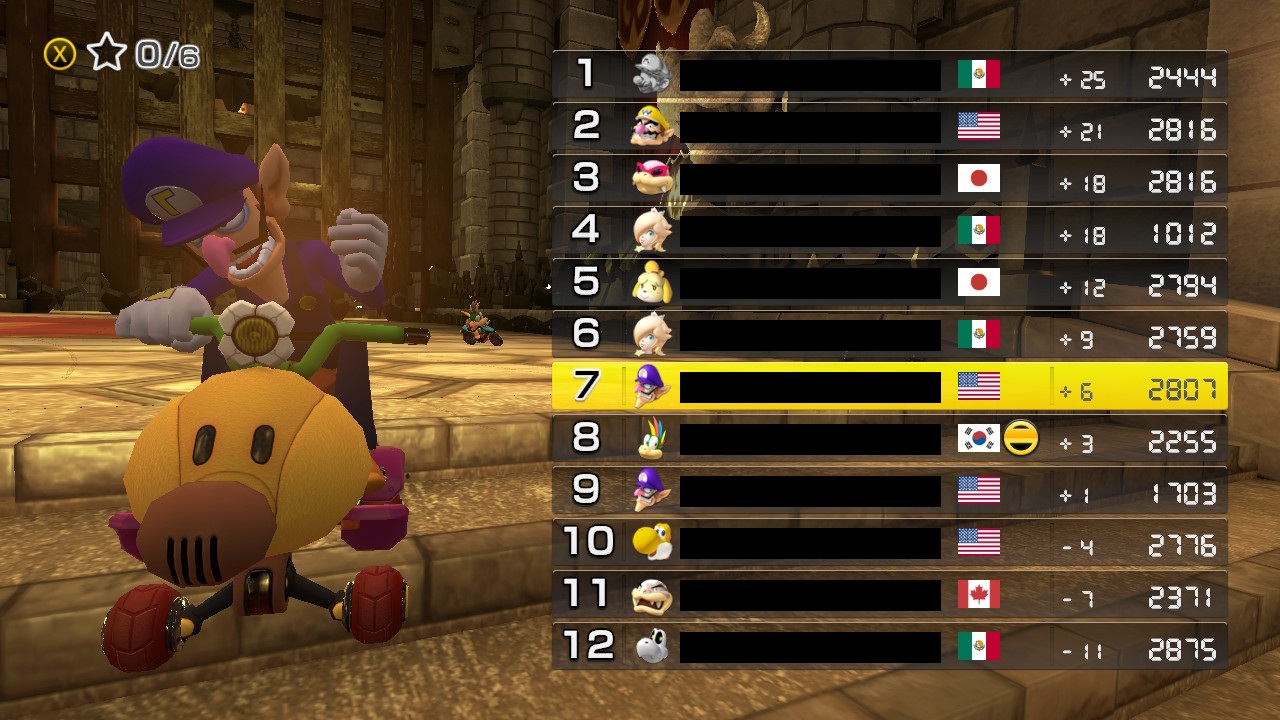 X 0/6
1 + 25 2444
2 + 21 2816
3 + 18 2816
4 + 18 1012
5 + 12 2794
6 + 9 2759
7 + 6 2807
8 + 3 2255
9 + 1 1703
10 - 4 2776
11 - 7 2371
12 - 11 2875